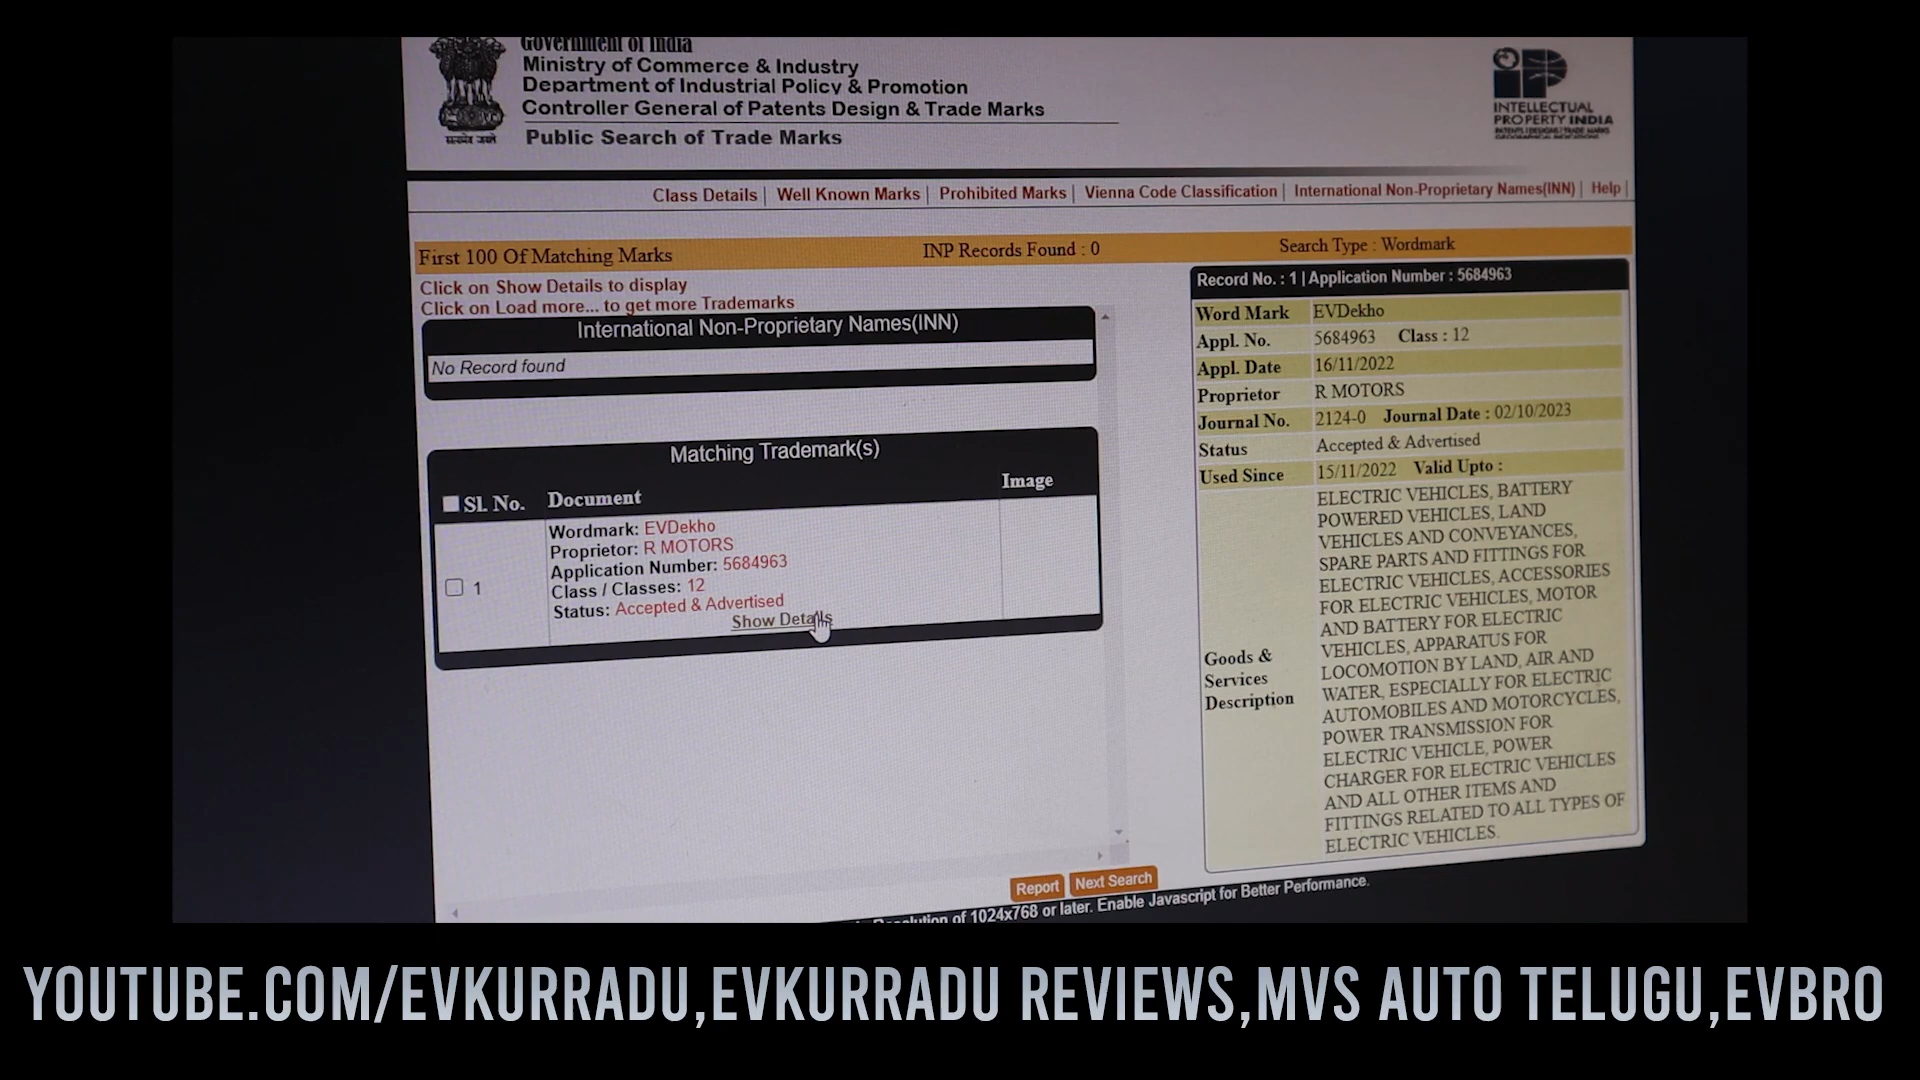 Government of India
Ministry of Commerce & Industry
Department of Industrial Policy & Promotion
Controller General of Patents Design & Trade Marks
Public Search of Trade Marks
सत्यमेव जयते
INTELLECTUAL
PROPERTY INDIA
PATENTS | DESIGNS | TRADE MARKS
GEOGRAPHICAL INDICATIONS
Class Details | Well Known Marks | Prohibited Marks | Vienna Code Classification | International Non-Proprietary Names(INN) | Help |
First 100 Of Matching Marks INP Records Found : 0 Search Type : Wordmark
Click on Show Details to display
Click on Load more... to get more Trademarks
International Non-Proprietary Names(INN)
No Record found
Matching Trademark(s)
Sl. No. Document Image
1
Wordmark: EVDekho
Proprietor: R MOTORS
Application Number: 5684963
Class / Classes: 12
Status: Accepted & Advertised
Show Details
Record No. : 1 | Application Number : 5684963
Word Mark EVDekho
Appl. No. 5684963 Class : 12
Appl. Date 16/11/2022
Proprietor R MOTORS
Journal No. 2124-0 Journal Date : 02/10/2023
Status Accepted & Advertised
Used Since 15/11/2022 Valid Upto :
Goods &
Services
Description
ELECTRIC VEHICLES, BATTERY
POWERED VEHICLES, LAND
VEHICLES AND CONVEYANCES,
SPARE PARTS AND FITTINGS FOR
ELECTRIC VEHICLES, ACCESSORIES
FOR ELECTRIC VEHICLES, MOTOR
AND BATTERY FOR ELECTRIC
VEHICLES, APPARATUS FOR
LOCOMOTION BY LAND, AIR AND
WATER, ESPECIALLY FOR ELECTRIC
AUTOMOBILES AND MOTORCYCLES,
POWER TRANSMISSION FOR
ELECTRIC VEHICLE, POWER
CHARGER FOR ELECTRIC VEHICLES
AND ALL OTHER ITEMS AND
FITTINGS RELATED TO ALL TYPES OF
ELECTRIC VEHICLES.
Report Next Search
of 1024x768 or later. Enable Javascript for Better Performance.
YOUTUBE.COM/EVKURRADU,EVKURRADU REVIEWS,MVS AUTO TELUGU,EVBRO